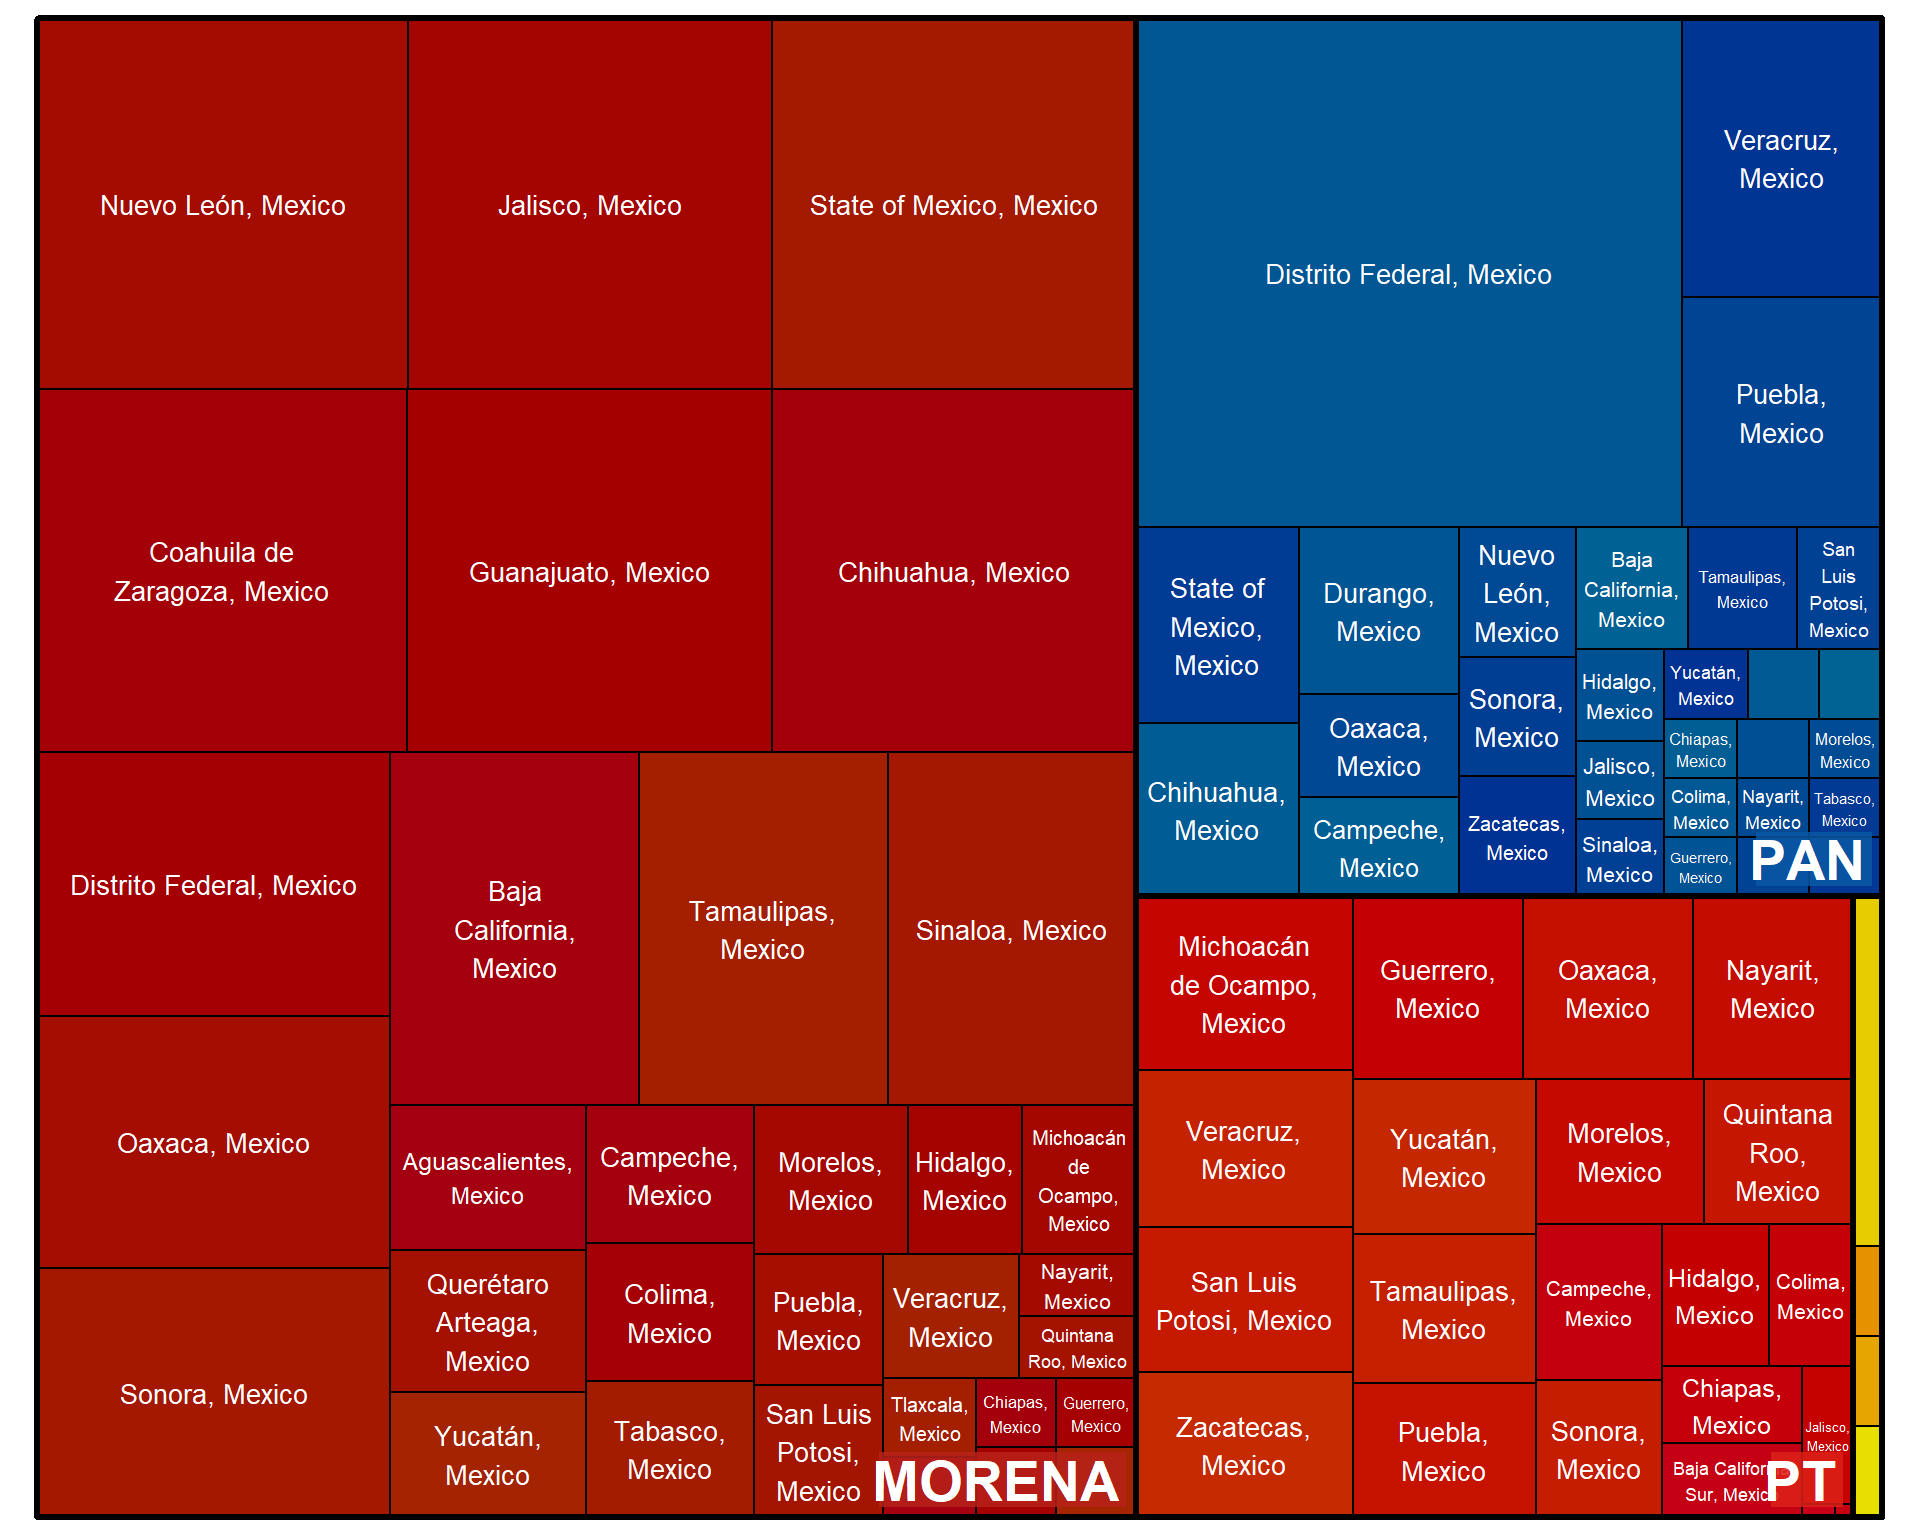 Nuevo León, Mexico
Jalisco, Mexico
State of Mexico, Mexico
Coahuila de
Zaragoza, Mexico
Guanajuato, Mexico
Chihuahua, Mexico
Distrito Federal, Mexico
Oaxaca, Mexico
Sonora, Mexico
Baja
California,
Mexico
Tamaulipas,
Mexico
Sinaloa, Mexico
Aguascalientes,
Mexico
Querétaro
Arteaga,
Mexico
Yucatán,
Mexico
Campeche,
Mexico
Colima,
Mexico
Tabasco,
Mexico
Morelos,
Mexico
Hidalgo,
Mexico
Michoacán
de
Ocampo,
Mexico
Puebla,
Mexico
San Luis
Potosi,
Mexico
Veracruz,
Mexico
Nayarit,
Mexico
Quintana
Roo, Mexico
Tlaxcala,
Mexico
Chiapas,
Mexico
Guerrero,
Mexico
MORENA
Distrito Federal, Mexico
Veracruz,
Mexico
Puebla,
Mexico
State of
Mexico,
Mexico
Chihuahua,
Mexico
Durango,
Mexico
Oaxaca,
Mexico
Campeche,
Mexico
Nuevo
León,
Mexico
Sonora,
Mexico
Zacatecas,
Mexico
Baja
California,
Mexico
Tamaulipas,
Mexico
San
Luis
Potosi,
Mexico
Hidalgo,
Mexico
Jalisco,
Mexico
Sinaloa,
Mexico
Yucatán,
Mexico
Chiapas,
Mexico
Morelos,
Mexico
Colima,
Mexico
Nayarit,
Mexico
Tabasco,
Mexico
Guerrero,
Mexico
PAN
Michoacán
de Ocampo,
Mexico
Veracruz,
Mexico
San Luis
Potosi, Mexico
Zacatecas,
Mexico
Guerrero,
Mexico
Oaxaca,
Mexico
Nayarit,
Mexico
Yucatán,
Mexico
Tamaulipas,
Mexico
Puebla,
Mexico
Morelos,
Mexico
Quintana
Roo,
Mexico
Campeche,
Mexico
Sonora,
Mexico
Hidalgo,
Mexico
Colima,
Mexico
Chiapas,
Mexico
Jalisco,
Mexico
Baja California
Sur, Mexico
PT